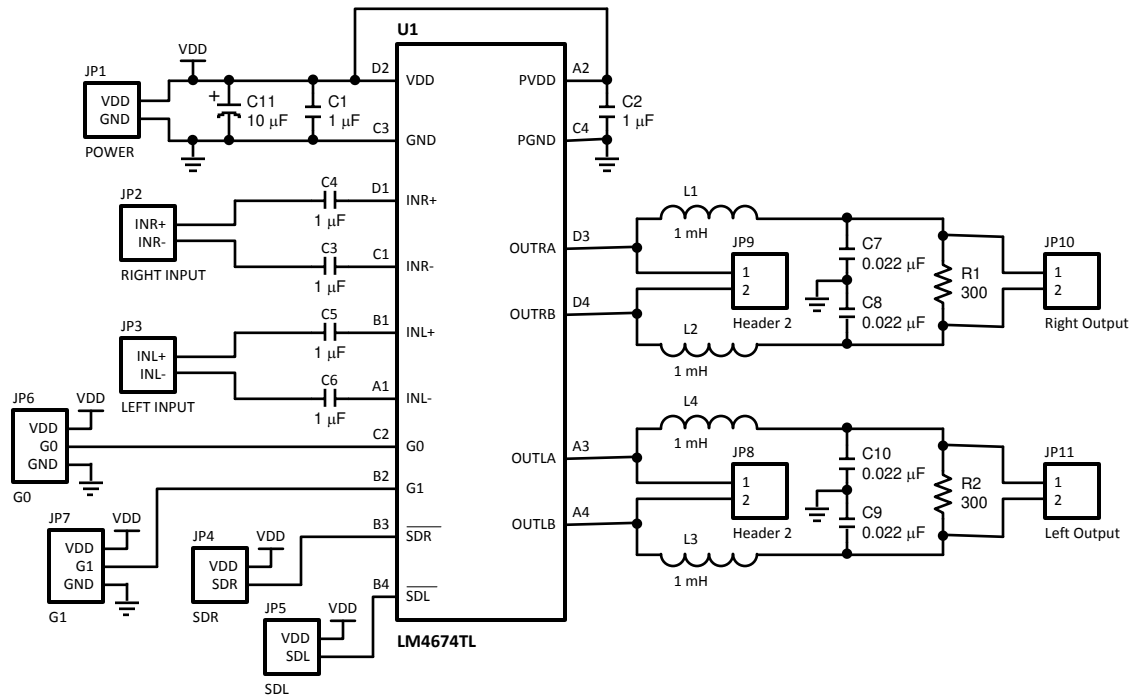 U1
VDD
JP1
VDD
GND
POWER
+
C11
10 µF
C1
1 µF
D2
VDD
C3
GND
A2
PVDD
C4
PGND
C2
1 µF
JP2
INR+
INR-
RIGHT INPUT
C4
1 µF
C3
1 µF
D1
INR+
C1
INR-
JP3
INL+
INL-
LEFT INPUT
C5
1 µF
C6
1 µF
B1
INL+
A1
INL-
JP6
VDD
VDD
G0
GND
G0
C2
G0
JP7
VDD
VDD
G1
GND
G1
B2
G1
JP4
VDD
VDD
SDR
SDR
B3
SDR
JP5
VDD
VDD
SDL
SDL
B4
SDL
LM4674TL
D3
OUTRA
D4
OUTRB
L1
1 mH
JP9
1
2
Header 2
L2
1 mH
C7
0.022 µF
C8
0.022 µF
R1
300
JP10
1
2
Right Output
A3
OUTLA
A4
OUTLB
L4
1 mH
JP8
1
2
Header 2
L3
1 mH
C10
0.022 µF
C9
0.022 µF
R2
300
JP11
1
2
Left Output